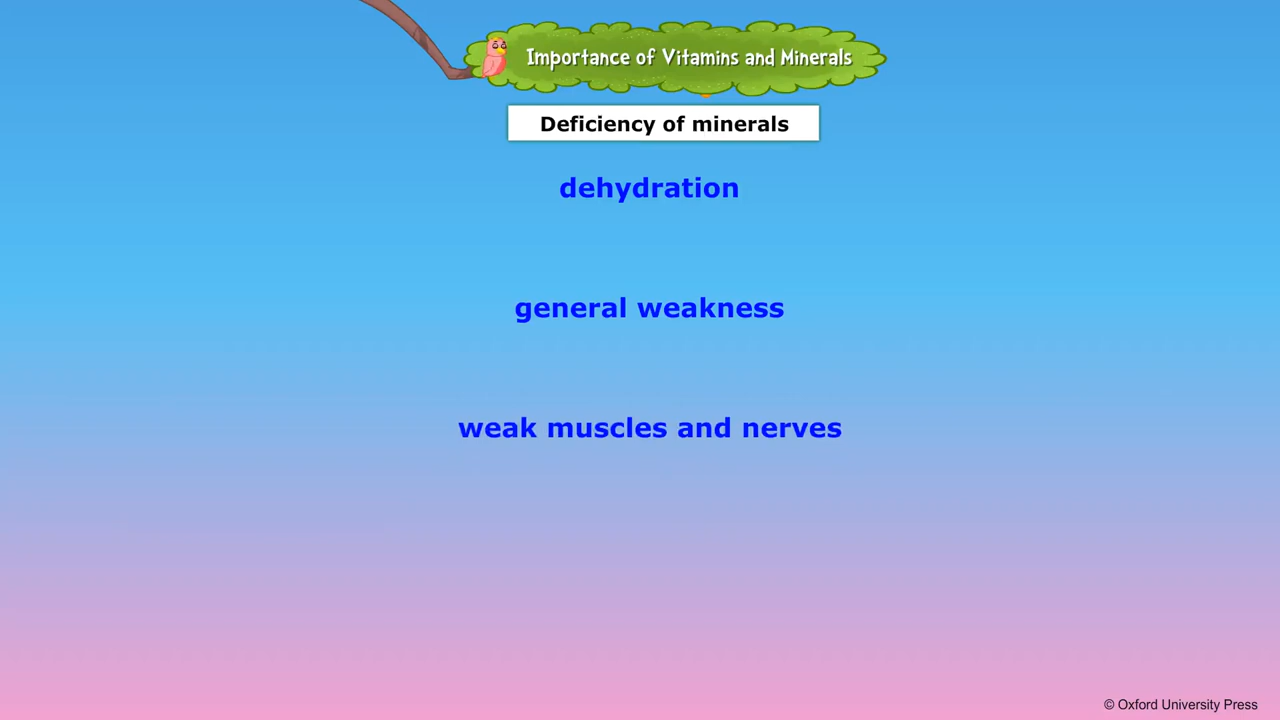 Importance of Vitamins and Minerals
Deficiency of minerals
dehydration
general weakness
weak muscles and nerves
© Oxford University Press